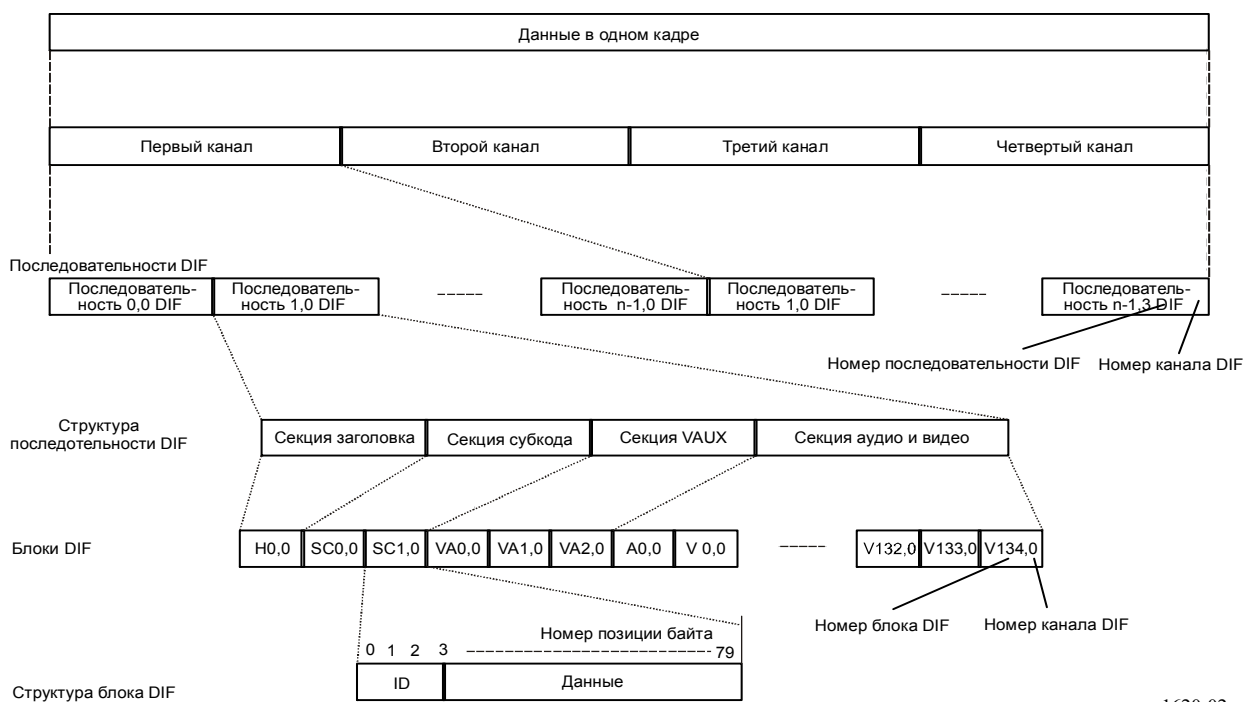 Данные в одном кадре
Первый канал
Второй канал
Третий канал
Четвертый канал
Последовательности DIF
Последователь-
ность 0,0 DIF
Последователь-
ность 1,0 DIF
Последователь-
ность n-1,0 DIF
Последователь-
ность 1,0 DIF
Последователь-
ность n-1,3 DIF
Номер последовательности DIF
Номер канала DIF
Структура
последотельности DIF
Секция заголовка
Секция субкода
Секция VAUX
Секция аудио и видео
Блоки DIF
H0,0
SC0,0
SC1,0
VA0,0
VA1,0
VA2,0
A0,0
V 0,0
V132,0
V133,0
V134,0
Номер блока DIF
Номер канала DIF
Номер позиции байта
0 1 2 3
79
Структура блока DIF
ID
Данные